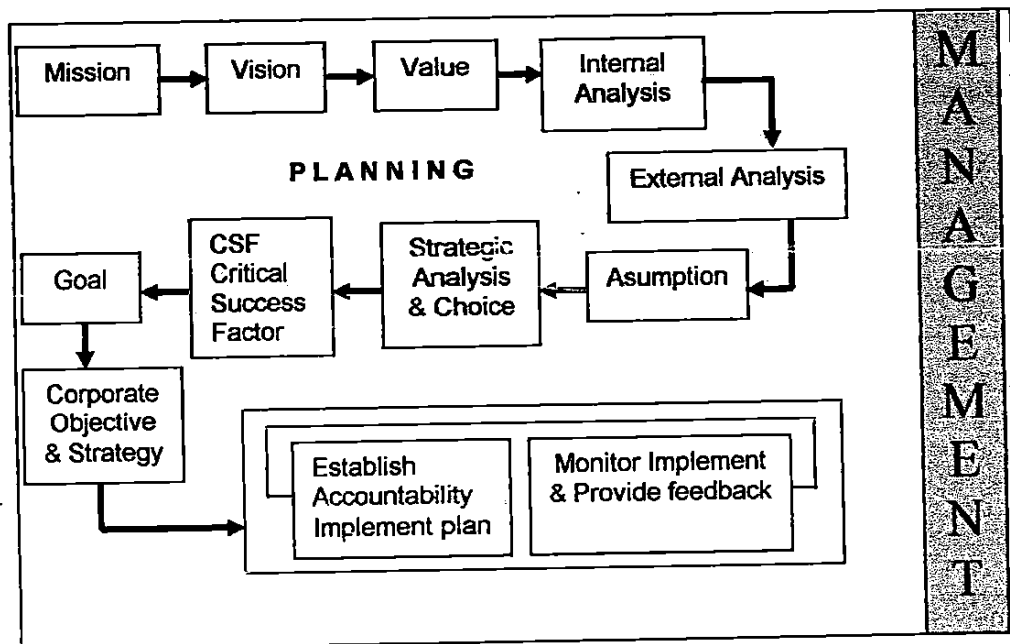 Mission
Vision
Value
Internal
Analysis
External Analysis
PLANNING
Asumption
Strategic
Analysis
& Choice
CSF
Critical
Success
Factor
Goal
Corporate
Objective
& Strategy
Establish
Accountability
Implement plan
Monitor Implement
& Provide feedback
MANAGEMENT